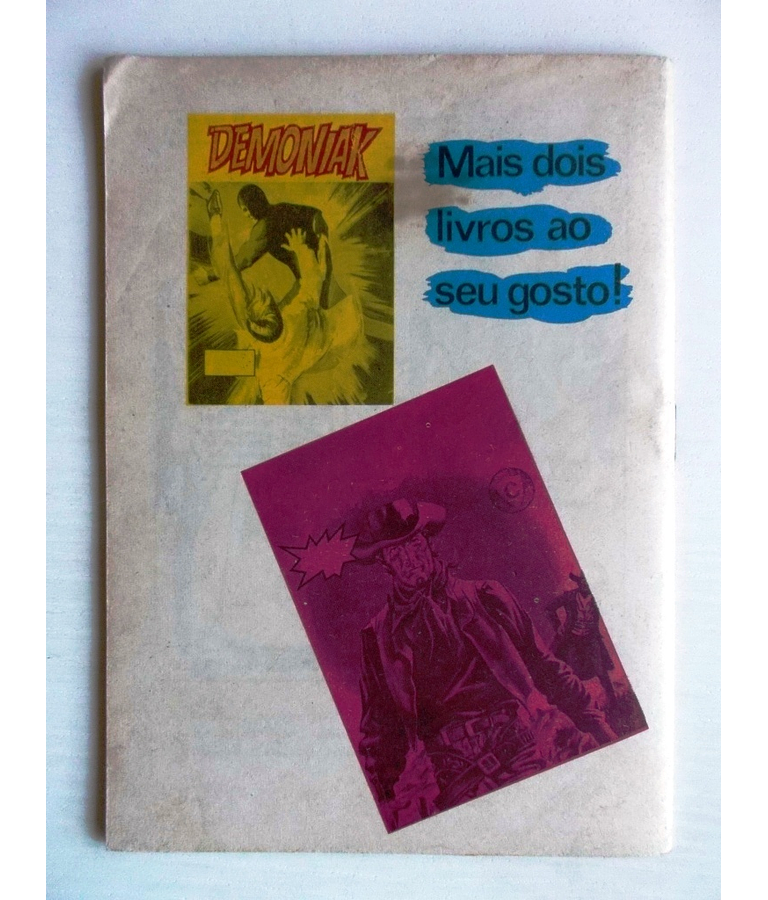 DEMONIAK
Mais dois
livros ao
seu gosto!
C